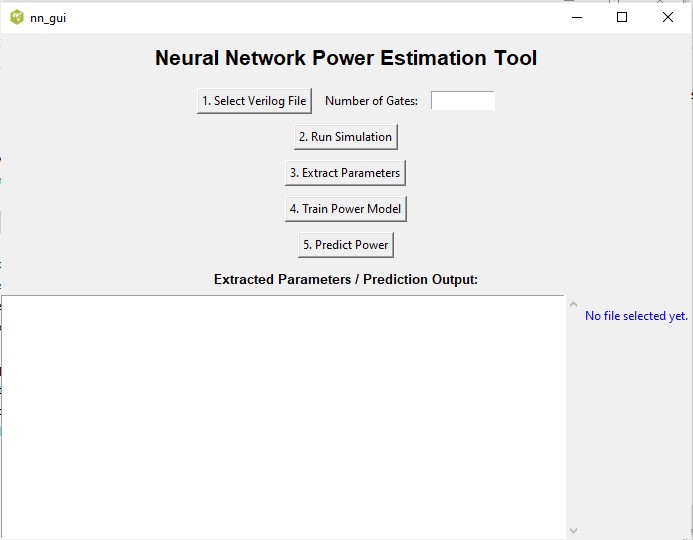 nn_gui
Neural Network Power Estimation Tool
1. Select Verilog File Number of Gates:
2. Run Simulation
3. Extract Parameters
4. Train Power Model
5. Predict Power
Extracted Parameters / Prediction Output:
No file selected yet.